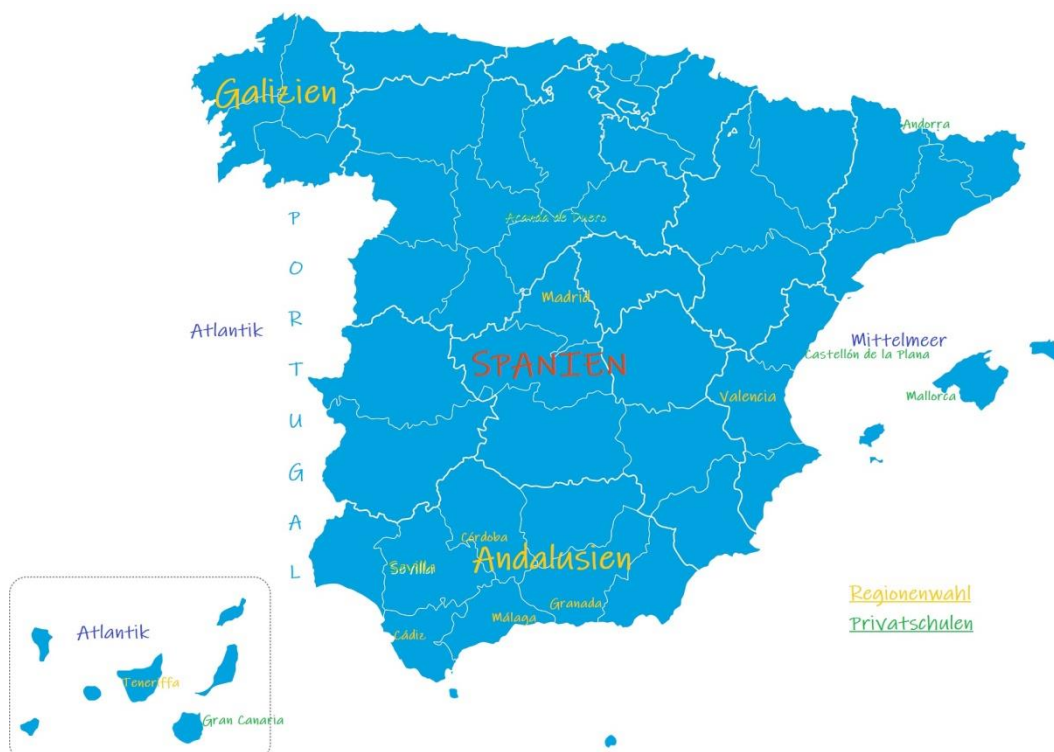 Galizien
Andorra
PORTUGAL
Aranda de Duero
Madrid
Atlantik
Mittelmeer
Castellón de la Plana
SPANIEN
Mallorca
Valencia
Córdoba
Andalusien
Sevilla
Granada
Málaga
Cádiz
Regionenwahl
Privatschulen
Atlantik
Teneriffa
Gran Canaria